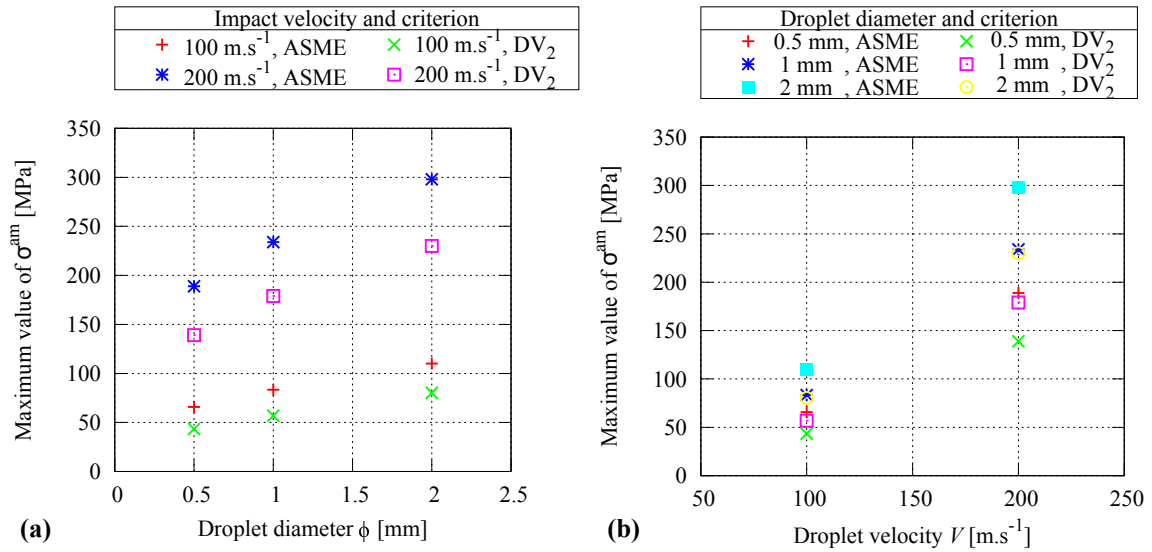 Impact velocity and criterion
100 m.s⁻¹, ASME 100 m.s⁻¹, DV₂
200 m.s⁻¹, ASME 200 m.s⁻¹, DV₂
Maximum value of σᵃᵐ [MPa]
350
300
250
200
150
100
50
0
0 0.5 1 1.5 2 2.5
Droplet diameter ϕ [mm]
(a)
Droplet diameter and criterion
0.5 mm, ASME 0.5 mm, DV₂
1 mm , ASME 1 mm , DV₂
2 mm , ASME 2 mm , DV₂
Maximum value of σᵃᵐ [MPa]
350
300
250
200
150
100
50
0
50 100 150 200 250
Droplet velocity V [m.s⁻¹]
(b)